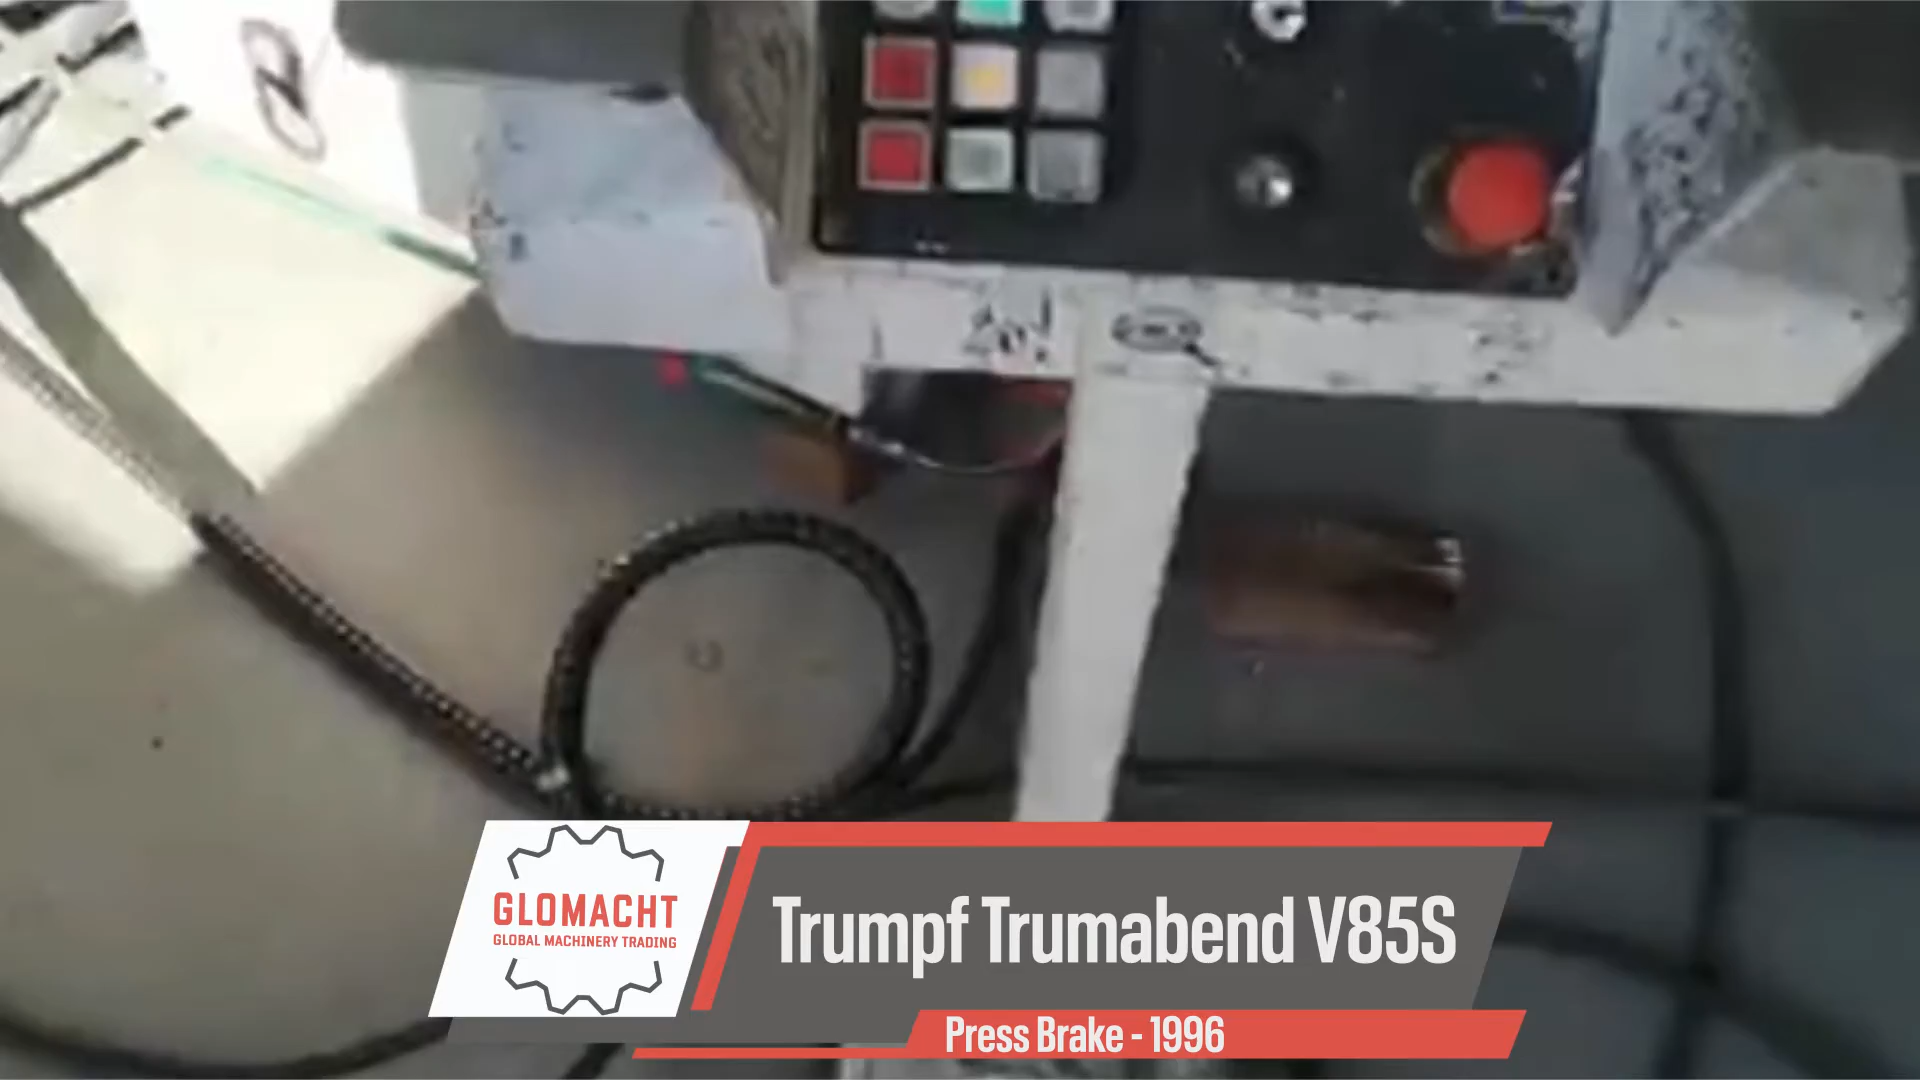 GLOMACHT
GLOBAL MACHINERY TRADING
Trumpf Trumabend V85S
Press Brake - 1996